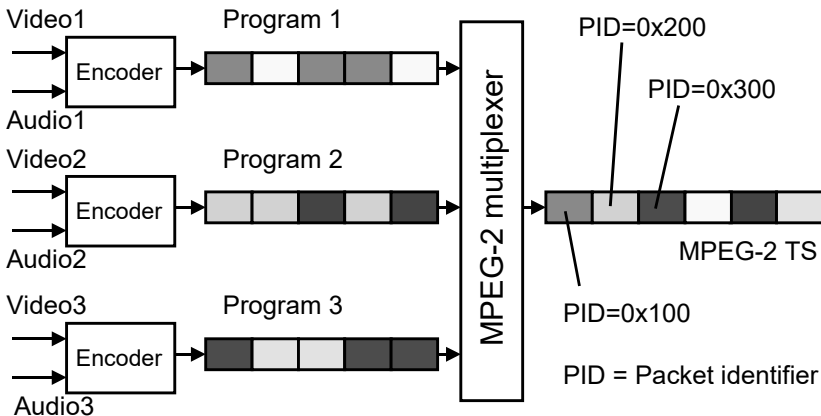 Video1
Program 1
Encoder
Audio1
Video2
Program 2
Encoder
Audio2
Video3
Program 3
Encoder
Audio3
MPEG-2 multiplexer
PID=0x200
PID=0x300
MPEG-2 TS
PID=0x100
PID = Packet identifier